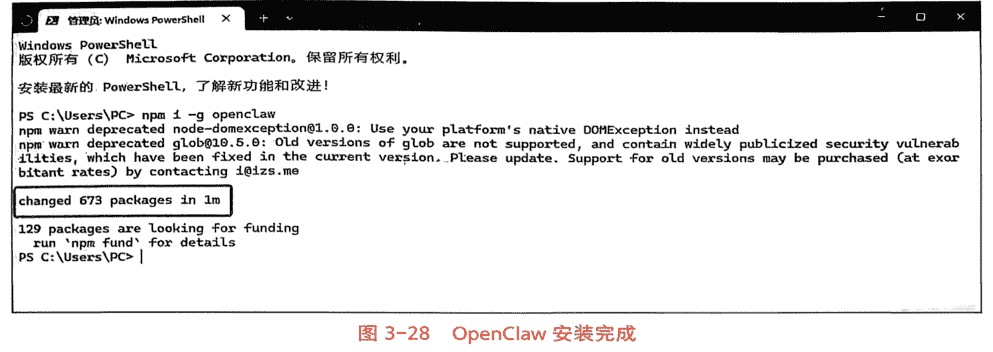 管理员: Windows PowerShell
Windows PowerShell
版权所有 (C) Microsoft Corporation。保留所有权利。
安装最新的 PowerShell，了解新功能和改进！
PS C:\Users\PC> npm i -g openclaw
npm warn deprecated node-domexception@1.0.0: Use your platform's native DOMException instead
npm warn deprecated glob@10.5.0: Old versions of glob are not supported, and contain widely publicized security vulnerab
ilities, which have been fixed in the current version. Please update. Support for old versions may be purchased (at exor
bitant rates) by contacting i@izs.me
changed 673 packages in 1m
129 packages are looking for funding
run `npm fund` for details
PS C:\Users\PC>
图 3-28 OpenClaw 安装完成